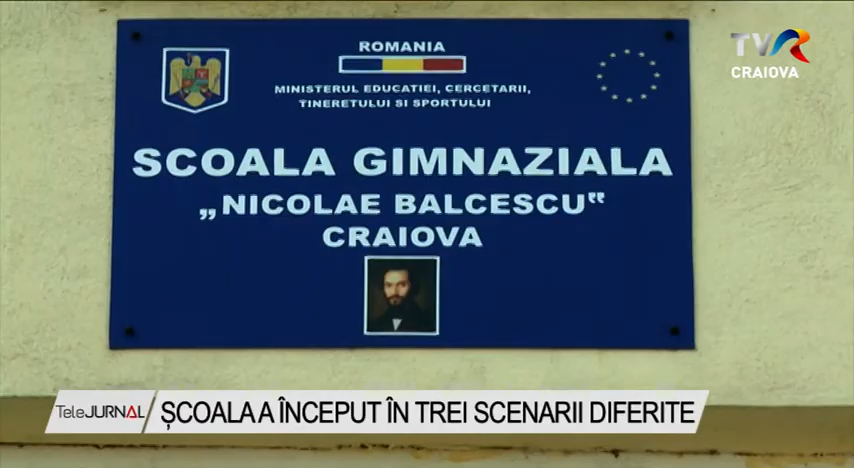 TVR
CRAIOVA
ROMANIA
MINISTERUL EDUCATIEI, CERCETARII,
TINERETULUI SI SPORTULUI
SCOALA GIMNAZIALA
„NICOLAE BALCESCU‟
CRAIOVA
TeleJURNAL
ȘCOALA A ÎNCEPUT ÎN TREI SCENARII DIFERITE